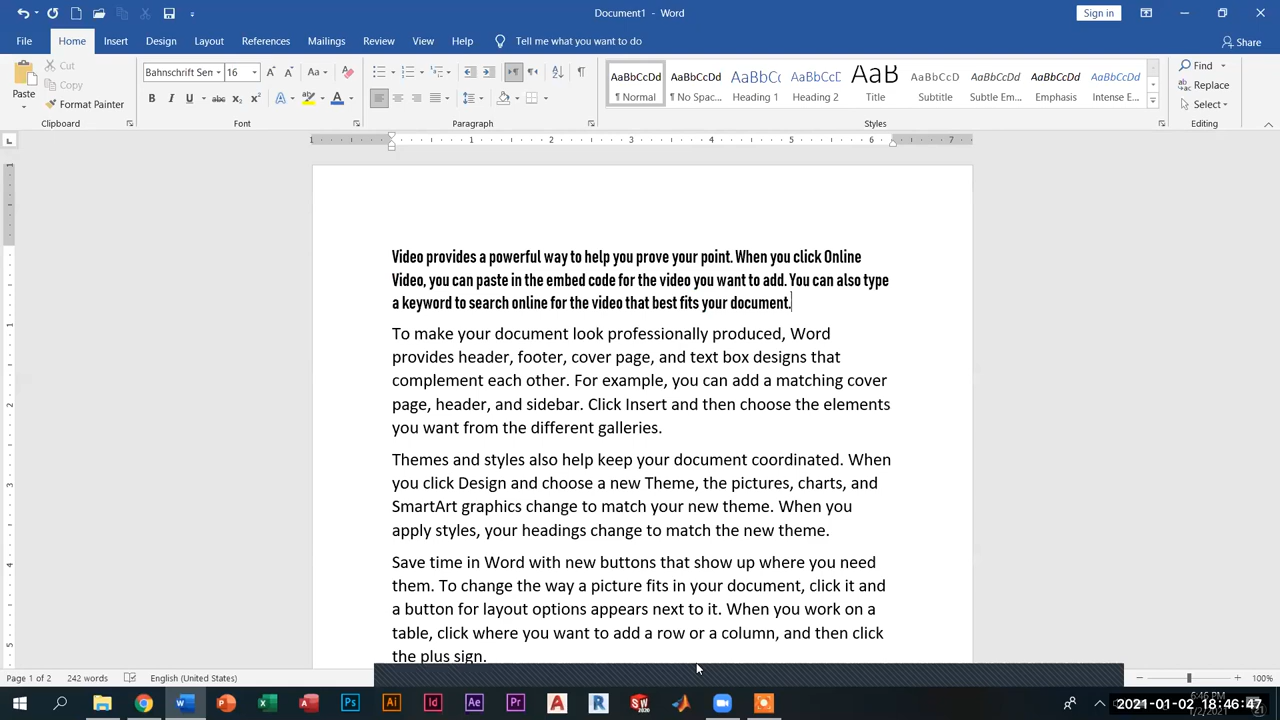 Document1 - Word
Sign in
File Home Insert Design Layout References Mailings Review View Help Tell me what you want to do Share
Paste
Cut
Copy
Format Painter
Bahnschrift Sem 16
AaBbCcDd AaBbCcDd AaBbCc AaBbCcE AaB AaBbCcD AaBbCcDd AaBbCcDd AaBbCcDd
¶ Normal ¶ No Spac... Heading 1 Heading 2 Title Subtitle Subtle Em... Emphasis Intense E...
Find
Replace
Select
Clipboard Font Paragraph Styles Editing
Video provides a powerful way to help you prove your point. When you click Online
Video, you can paste in the embed code for the video you want to add. You can also type
a keyword to search online for the video that best fits your document.
To make your document look professionally produced, Word
provides header, footer, cover page, and text box designs that
complement each other. For example, you can add a matching cover
page, header, and sidebar. Click Insert and then choose the elements
you want from the different galleries.
Themes and styles also help keep your document coordinated. When
you click Design and choose a new Theme, the pictures, charts, and
SmartArt graphics change to match your new theme. When you
apply styles, your headings change to match the new theme.
Save time in Word with new buttons that show up where you need
them. To change the way a picture fits in your document, click it and
a button for layout options appears next to it. When you work on a
table, click where you want to add a row or a column, and then click
the plus sign.
Page 1 of 2 242 words English (United States) 100%
6:46 PM
2021-01-02 18:46:47
1/2/2021